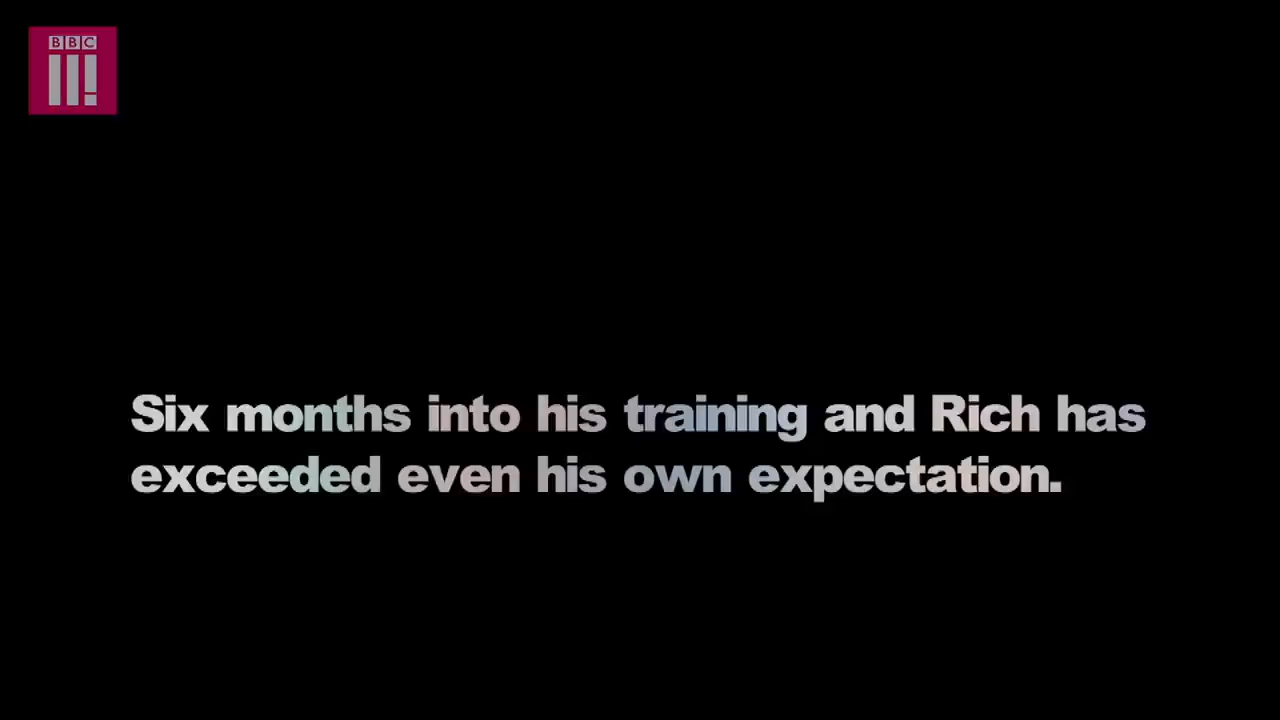 BBC
Six months into his training and Rich has
exceeded even his own expectation.